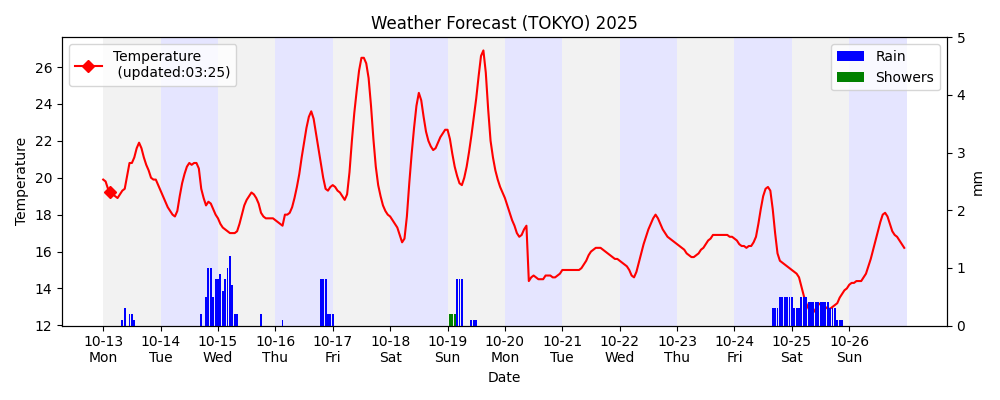 Weather Forecast (TOKYO) 2025
Temperature
(updated:03:25)
Rain
Showers
Temperature
26
24
22
20
18
16
14
12
5
4
3
2
1
0
mm
10-13 10-14 10-15 10-16 10-17 10-18 10-19 10-20 10-21 10-22 10-23 10-24 10-25 10-26
Mon Tue Wed Thu Fri Sat Sun Mon Tue Wed Thu Fri Sat Sun
Date